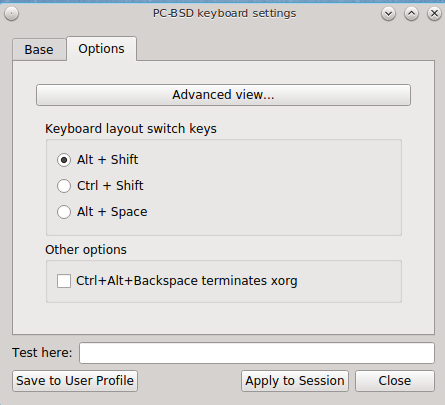 PC-BSD keyboard settings
Base Options
Advanced view...
Keyboard layout switch keys
Alt + Shift
Ctrl + Shift
Alt + Space
Other options
Ctrl+Alt+Backspace terminates xorg
Test here:
Save to User Profile Apply to Session Close